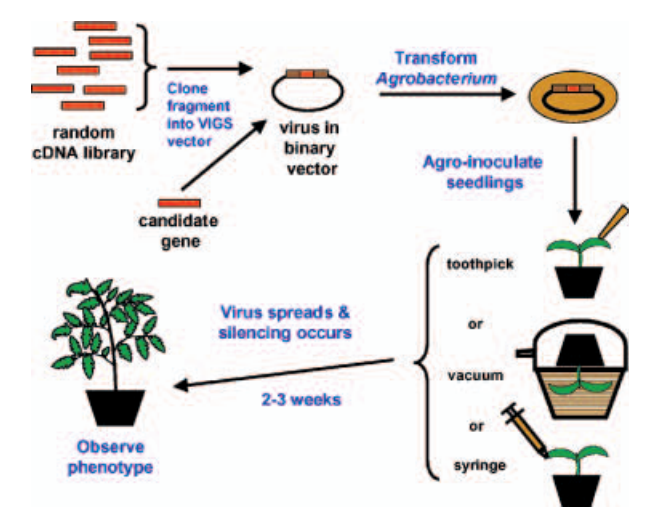 random
cDNA library
Clone
fragment
into VIGS
vector
candidate
gene
virus in
binary
vector
Transform
Agrobacterium
Agro-inoculate
seedlings
toothpick
or
vacuum
or
syringe
Virus spreads &
silencing occurs
2-3 weeks
Observe
phenotype